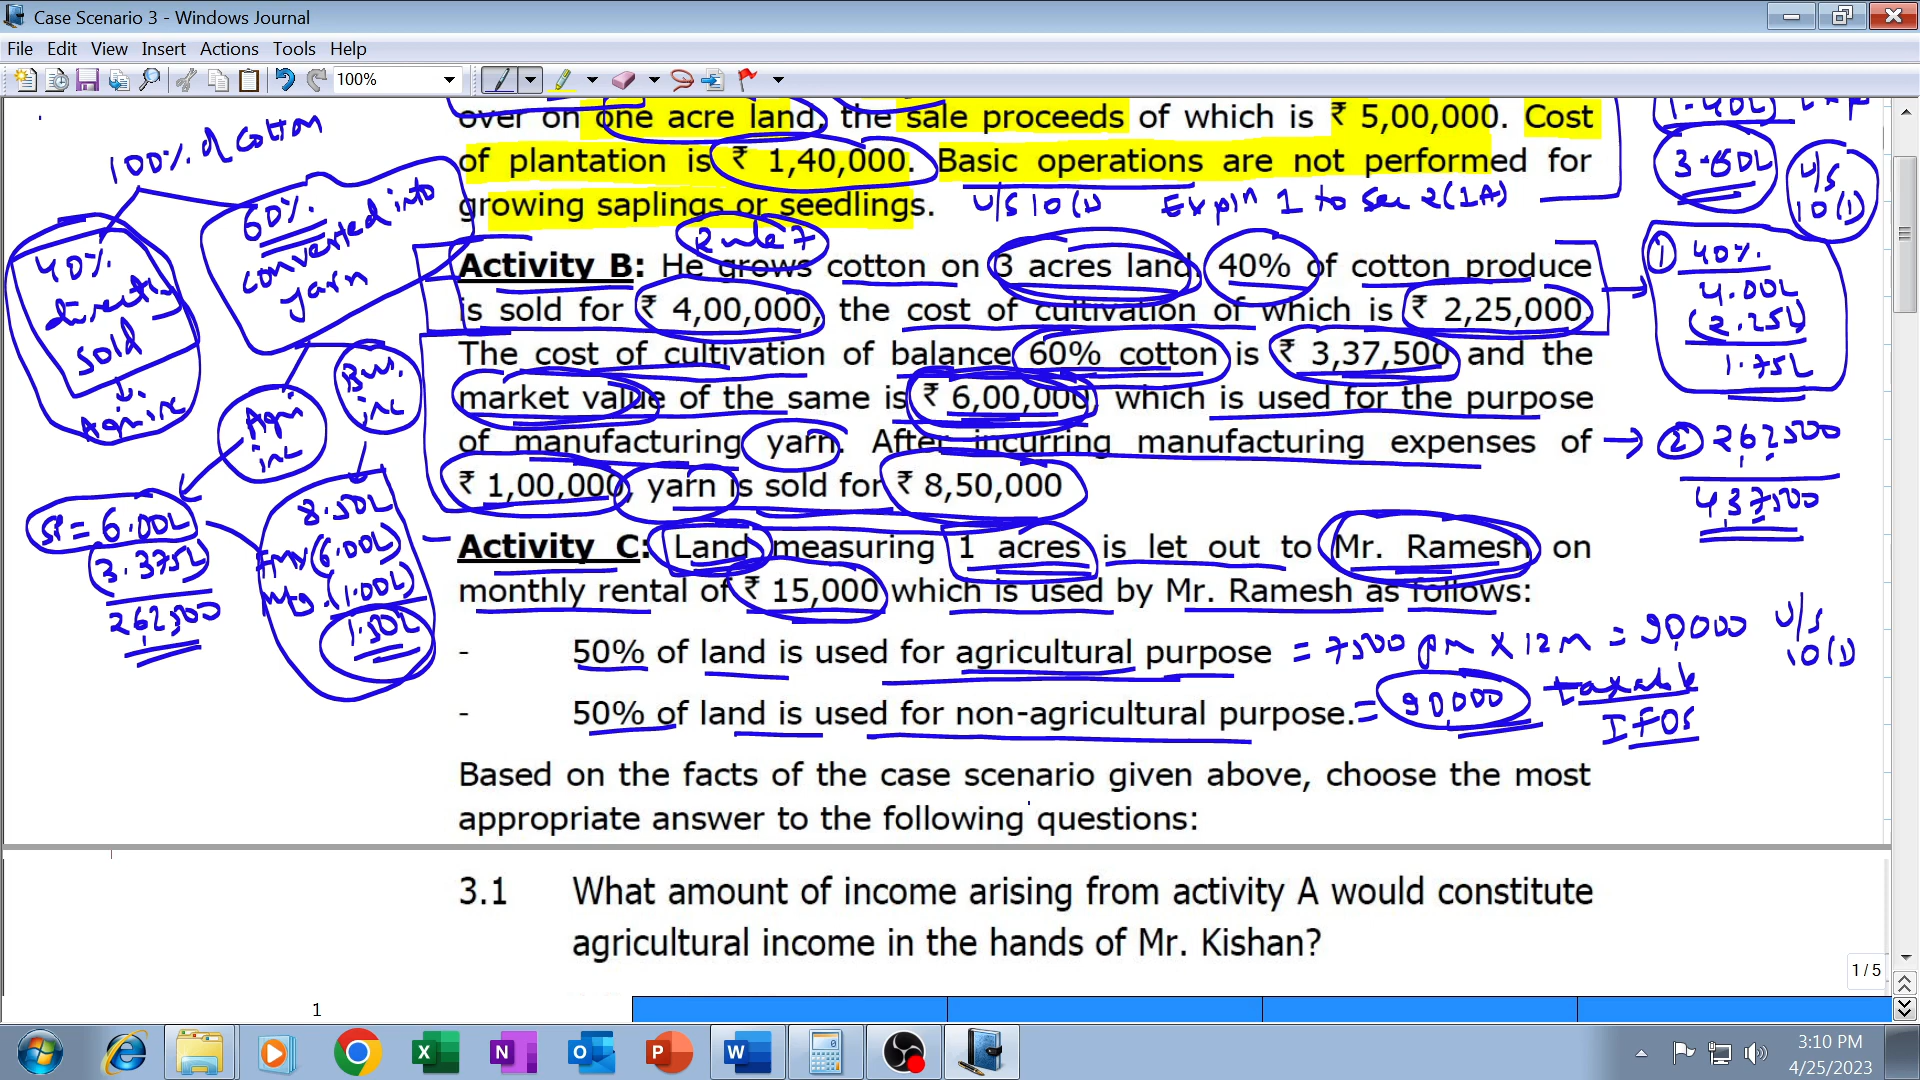 Case Scenario 3 - Windows Journal
File Edit View Insert Actions Tools Help
100%
over on one acre land, the sale proceeds of which is ₹ 5,00,000. Cost
of plantation is ₹ 1,40,000. Basic operations are not performed for
growing saplings or seedlings.
U/S 10(1) Expln 1 to sec 2(1A)
1.40L
3.60L
U/S
10(1)
100% of cotton
40%
directly
sold
Agri inc
60%
converted into
yarn
Agri
inc
Bus.
inc
SP = 6.00L
3.375L
262500
8.50L
FMV (6.00L)
Mfg. (1.00L)
1.50L
Rule 7
Activity B: He grows cotton on 3 acres land. 40% of cotton produce
is sold for ₹ 4,00,000, the cost of cultivation of which is ₹ 2,25,000.
The cost of cultivation of balance 60% cotton is ₹ 3,37,500 and the
market value of the same is ₹ 6,00,000, which is used for the purpose
of manufacturing yarn. After incurring manufacturing expenses of
₹ 1,00,000, yarn is sold for ₹ 8,50,000
1 40%
4.00L
(2.25L)
1.75L
2 262500
437500
Activity C: Land measuring 1 acres is let out to Mr. Ramesh on
monthly rental of ₹ 15,000 which is used by Mr. Ramesh as follows:
- 50% of land is used for agricultural purpose = 7500 pm x 12m = 90000 U/S 10(1)
- 50% of land is used for non-agricultural purpose. = 90000 taxable
IFOS
Based on the facts of the case scenario given above, choose the most
appropriate answer to the following questions:
3.1 What amount of income arising from activity A would constitute
agricultural income in the hands of Mr. Kishan?
1 / 5
1
3:10 PM
4/25/2023